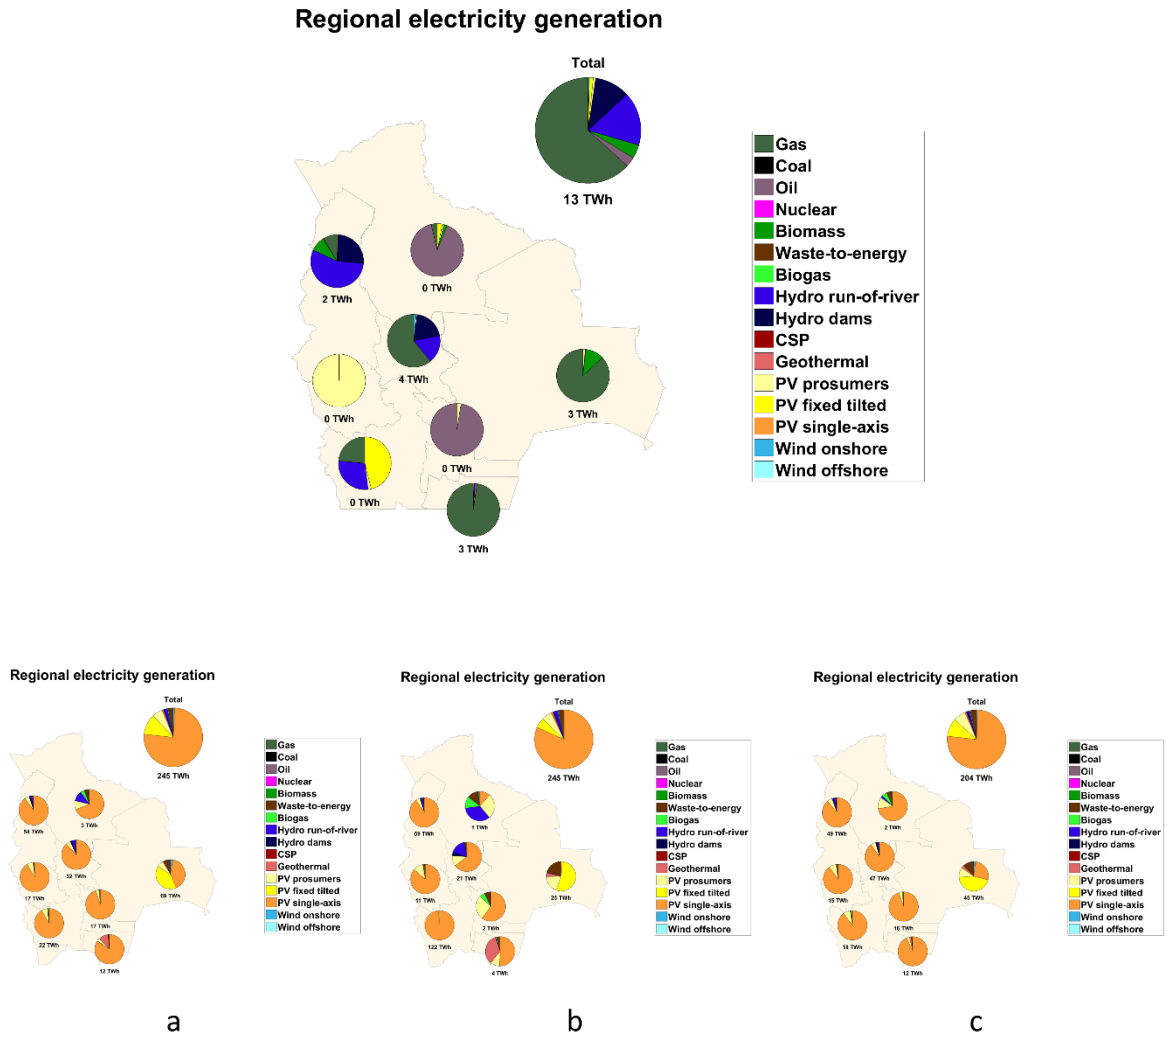 Regional electricity generation
Total
13 TWh
Gas
Coal
Oil
Nuclear
Biomass
Waste-to-energy
Biogas
Hydro run-of-river
Hydro dams
CSP
Geothermal
PV prosumers
PV fixed tilted
PV single-axis
Wind onshore
Wind offshore
2 TWh
0 TWh
4 TWh
0 TWh
3 TWh
0 TWh
0 TWh
3 TWh
Regional electricity generation
Total
245 TWh
Gas
Coal
Oil
Nuclear
Biomass
Waste-to-energy
Biogas
Hydro run-of-river
Hydro dams
CSP
Geothermal
PV prosumers
PV fixed tilted
PV single-axis
Wind onshore
Wind offshore
54 TWh
3 TWh
52 TWh
17 TWh
69 TWh
17 TWh
22 TWh
12 TWh
a
Regional electricity generation
Total
245 TWh
Gas
Coal
Oil
Nuclear
Biomass
Waste-to-energy
Biogas
Hydro run-of-river
Hydro dams
CSP
Geothermal
PV prosumers
PV fixed tilted
PV single-axis
Wind onshore
Wind offshore
59 TWh
1 TWh
21 TWh
11 TWh
25 TWh
2 TWh
122 TWh
4 TWh
b
Regional electricity generation
Total
204 TWh
Gas
Coal
Oil
Nuclear
Biomass
Waste-to-energy
Biogas
Hydro run-of-river
Hydro dams
CSP
Geothermal
PV prosumers
PV fixed tilted
PV single-axis
Wind onshore
Wind offshore
49 TWh
2 TWh
47 TWh
15 TWh
45 TWh
16 TWh
18 TWh
12 TWh
c